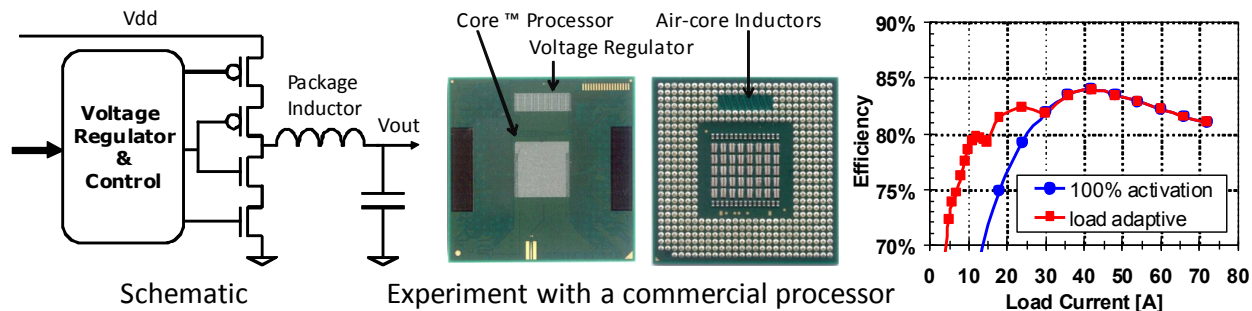 Vdd
Voltage
Regulator
&
Control
Package
Inductor
Vout
Schematic
Core ™ Processor
Voltage Regulator
Air-core Inductors
Experiment with a commercial processor
Efficiency
90%
85%
80%
75%
70%
100% activation
load adaptive
0 10 20 30 40 50 60 70 80
Load Current [A]